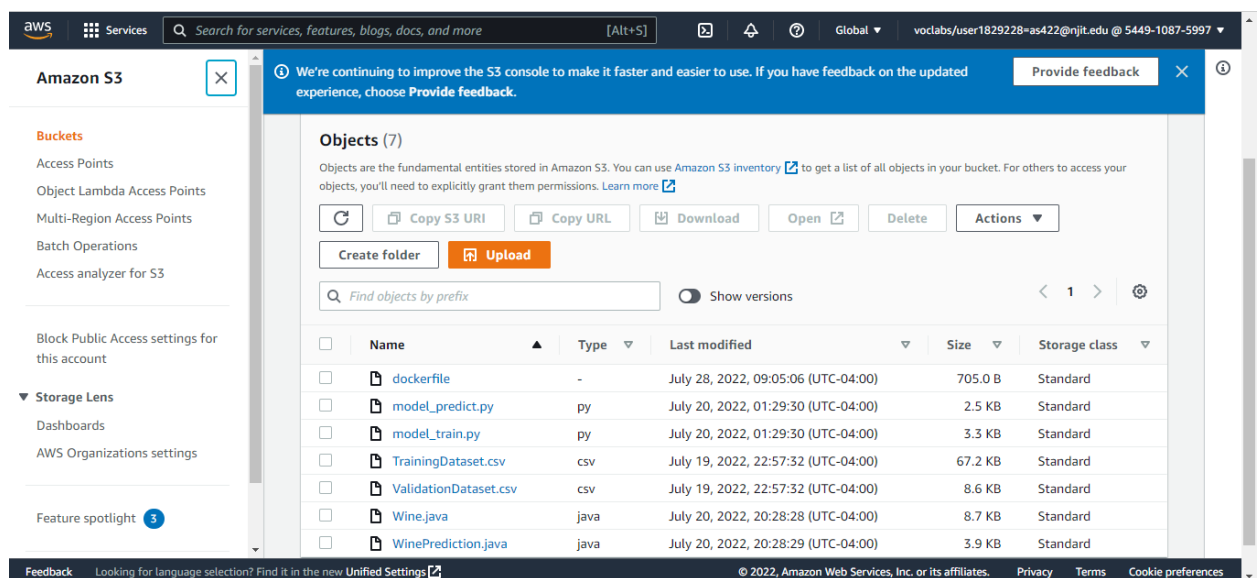 aws
Services
Search for services, features, blogs, docs, and more
[Alt+S]
Global ▼
voclabs/user1829228=as422@njit.edu @ 5449-1087-5997 ▼
Amazon S3
Buckets
Access Points
Object Lambda Access Points
Multi-Region Access Points
Batch Operations
Access analyzer for S3
Block Public Access settings for
this account
▼ Storage Lens
Dashboards
AWS Organizations settings
Feature spotlight 3
We're continuing to improve the S3 console to make it faster and easier to use. If you have feedback on the updated
experience, choose Provide feedback.
Provide feedback
Objects (7)
Objects are the fundamental entities stored in Amazon S3. You can use Amazon S3 inventory to get a list of all objects in your bucket. For others to access your
objects, you'll need to explicitly grant them permissions. Learn more
Copy S3 URI
Copy URL
Download
Open
Delete
Actions ▼
Create folder
Upload
Find objects by prefix
Show versions
1
Name ▲ Type Last modified Size Storage class
dockerfile - July 28, 2022, 09:05:06 (UTC-04:00) 705.0 B Standard
model_predict.py py July 20, 2022, 01:29:30 (UTC-04:00) 2.5 KB Standard
model_train.py py July 20, 2022, 01:29:30 (UTC-04:00) 3.3 KB Standard
TrainingDataset.csv csv July 19, 2022, 22:57:32 (UTC-04:00) 67.2 KB Standard
ValidationDataset.csv csv July 19, 2022, 22:57:32 (UTC-04:00) 8.6 KB Standard
Wine.java java July 20, 2022, 20:28:28 (UTC-04:00) 8.7 KB Standard
WinePrediction.java java July 20, 2022, 20:28:29 (UTC-04:00) 3.9 KB Standard
Feedback Looking for language selection? Find it in the new Unified Settings © 2022, Amazon Web Services, Inc. or its affiliates. Privacy Terms Cookie preferences